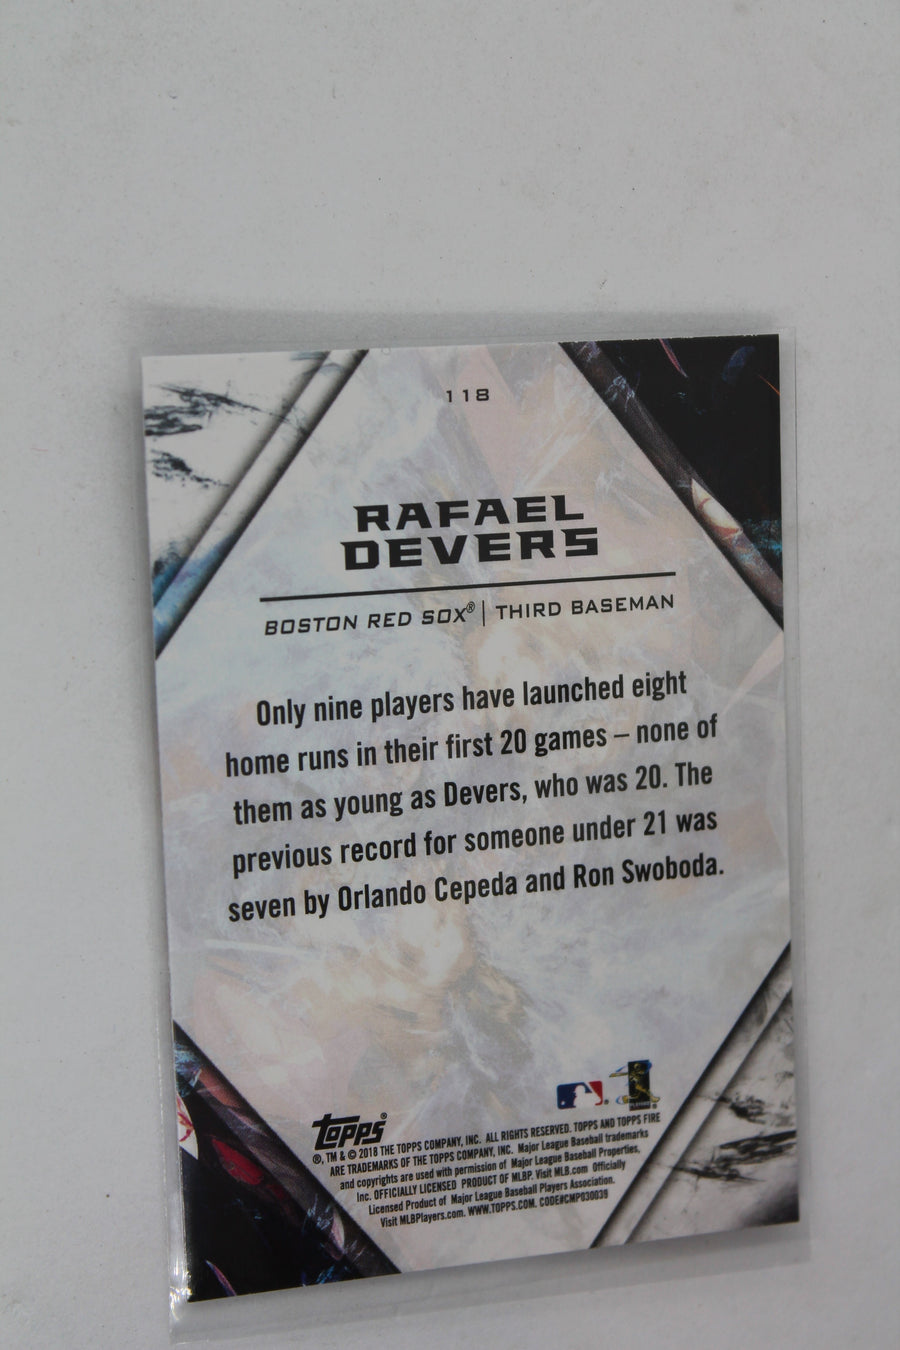 118
RAFAEL
DEVERS
BOSTON RED SOX® | THIRD BASEMAN
Only nine players have launched eight
home runs in their first 20 games – none of
them as young as Devers, who was 20. The
previous record for someone under 21 was
seven by Orlando Cepeda and Ron Swoboda.
Topps®
®, TM & © 2018 THE TOPPS COMPANY, INC. ALL RIGHTS RESERVED. TOPPS AND TOPPS FIRE
ARE TRADEMARKS OF THE TOPPS COMPANY, INC. Major League Baseball trademarks
and copyrights are used with permission of Major League Baseball Properties,
Inc. OFFICIALLY LICENSED PRODUCT OF MLBP. Visit MLB.com Officially
Licensed Product of Major League Baseball Players Association.
Visit MLBPlayers.com. WWW.TOPPS.COM. CODE#CMP030039